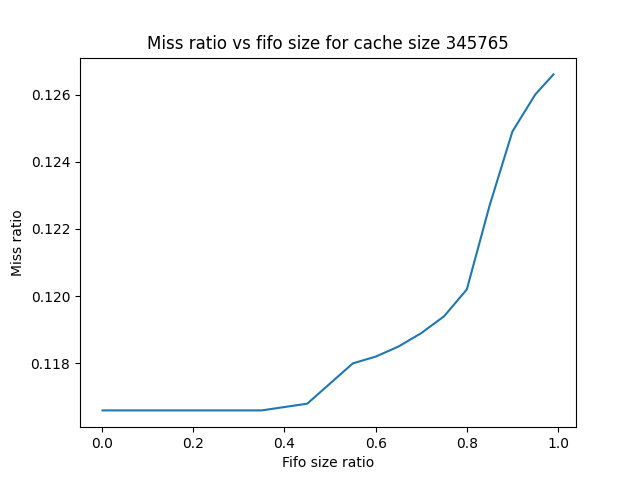 Miss ratio vs fifo size for cache size 345765
0.126
0.124
0.122
0.120
0.118
Miss ratio
0.0 0.2 0.4 0.6 0.8 1.0
Fifo size ratio